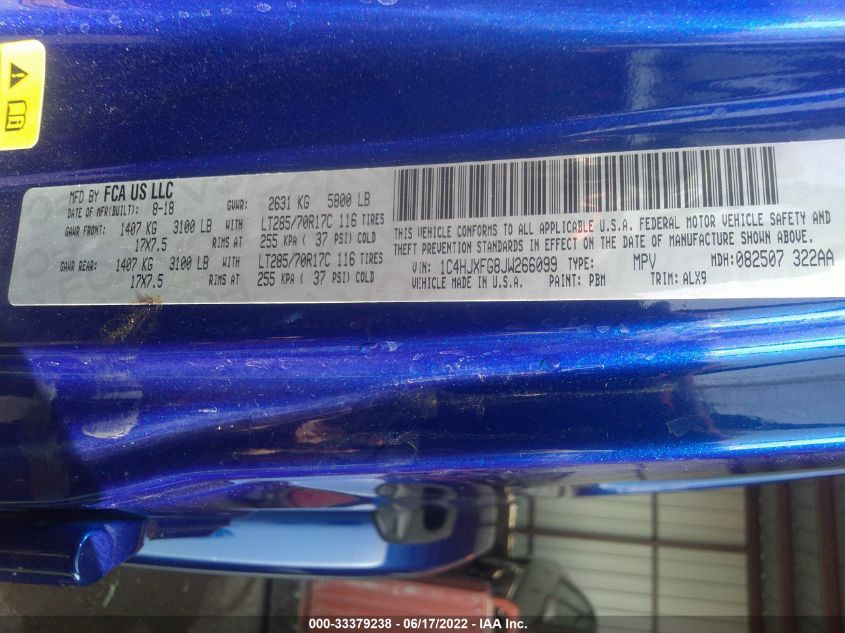 MFD BY FCA US LLC
DATE OF MFR(BUILT): 8-18 GVWR: 2631 KG 5800 LB
GAWR FRONT: 1407 KG 3100 LB WITH LT285/70R17C 116 TIRES
17X7.5 RIMS AT 255 KPA ( 37 PSI) COLD
GAWR REAR: 1407 KG 3100 LB WITH LT285/70R17C 116 TIRES
17X7.5 RIMS AT 255 KPA ( 37 PSI) COLD
THIS VEHICLE CONFORMS TO ALL APPLICABLE U.S.A. FEDERAL MOTOR VEHICLE SAFETY AND
THEFT PREVENTION STANDARDS IN EFFECT ON THE DATE OF MANUFACTURE SHOWN ABOVE.
VIN: 1C4HJXFG8JW266099 TYPE: MPV MDH: 082507 322AA
VEHICLE MADE IN U.S.A. PAINT: PBM TRIM: ALX9
000-33379238 - 06/17/2022 - IAA Inc.